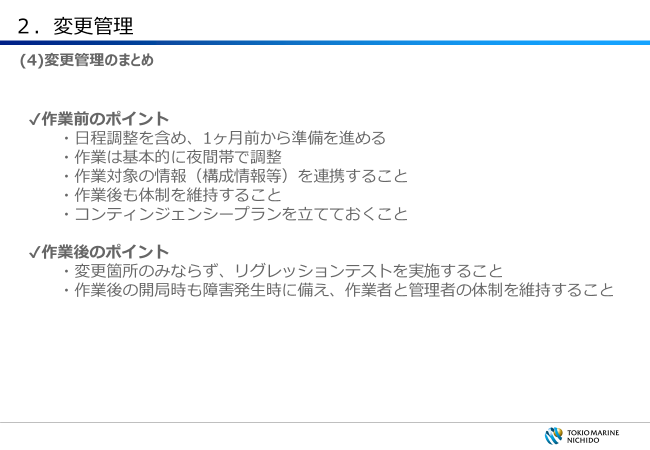 ２．変更管理
(4)変更管理のまとめ
✓作業前のポイント
・日程調整を含め、1ヶ月前から準備を進める
・作業は基本的に夜間帯で調整
・作業対象の情報（構成情報等）を連携すること
・作業後も体制を維持すること
・コンティンジェンシープランを立てておくこと
✓作業後のポイント
・変更箇所のみならず、リグレッションテストを実施すること
・作業後の開局時も障害発生時に備え、作業者と管理者の体制を維持すること
TOKIO MARINE
NICHIDO